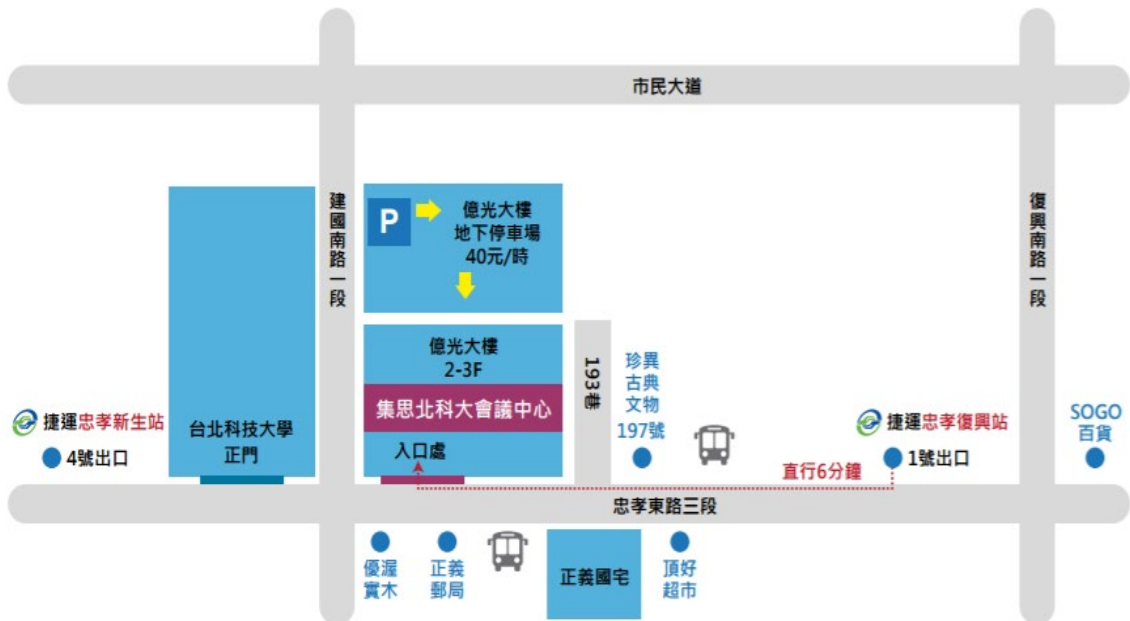 市民大道
建國南路一段
復興南路一段
P
億光大樓
地下停車場
40元/時
億光大樓
2-3F
集思北科大會議中心
入口處
193巷
珍異
古典
文物
197號
捷運忠孝新生站
4號出口
台北科技大學
正門
捷運忠孝復興站
1號出口
SOGO
百貨
直行6分鐘
忠孝東路三段
優渥
實木
正義
郵局
正義國宅
頂好
超市